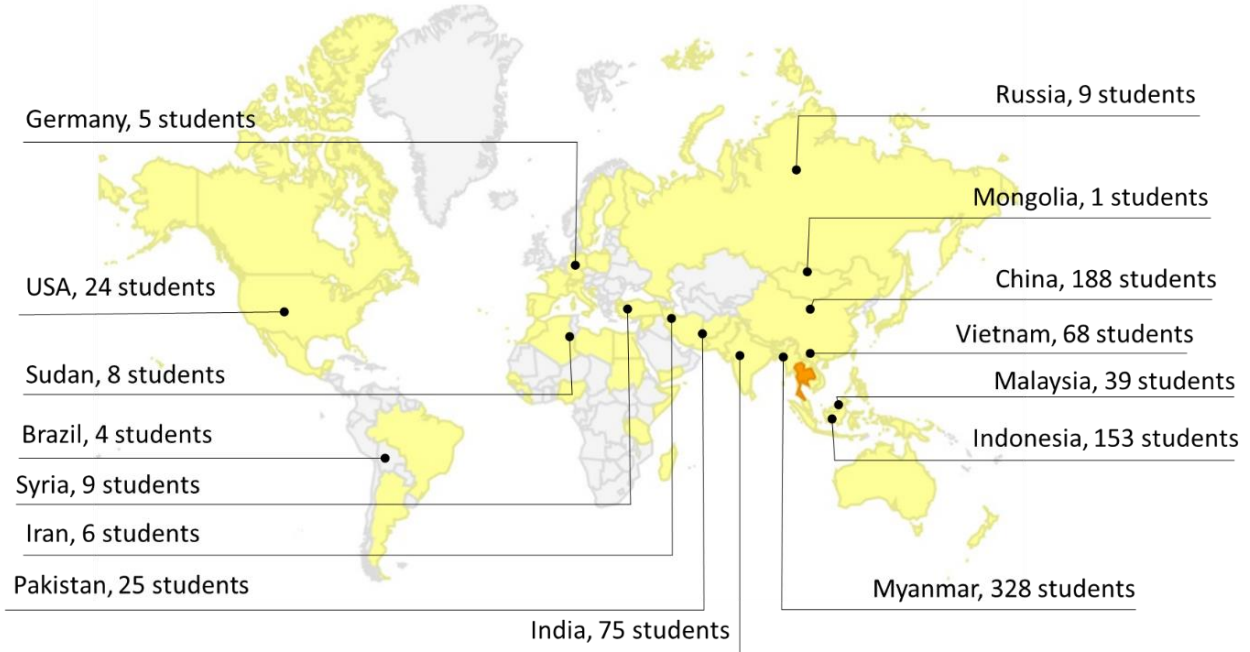 Germany, 5 students
USA, 24 students
Sudan, 8 students
Brazil, 4 students
Syria, 9 students
Iran, 6 students
Pakistan, 25 students
India, 75 students
Russia, 9 students
Mongolia, 1 students
China, 188 students
Vietnam, 68 students
Malaysia, 39 students
Indonesia, 153 students
Myanmar, 328 students